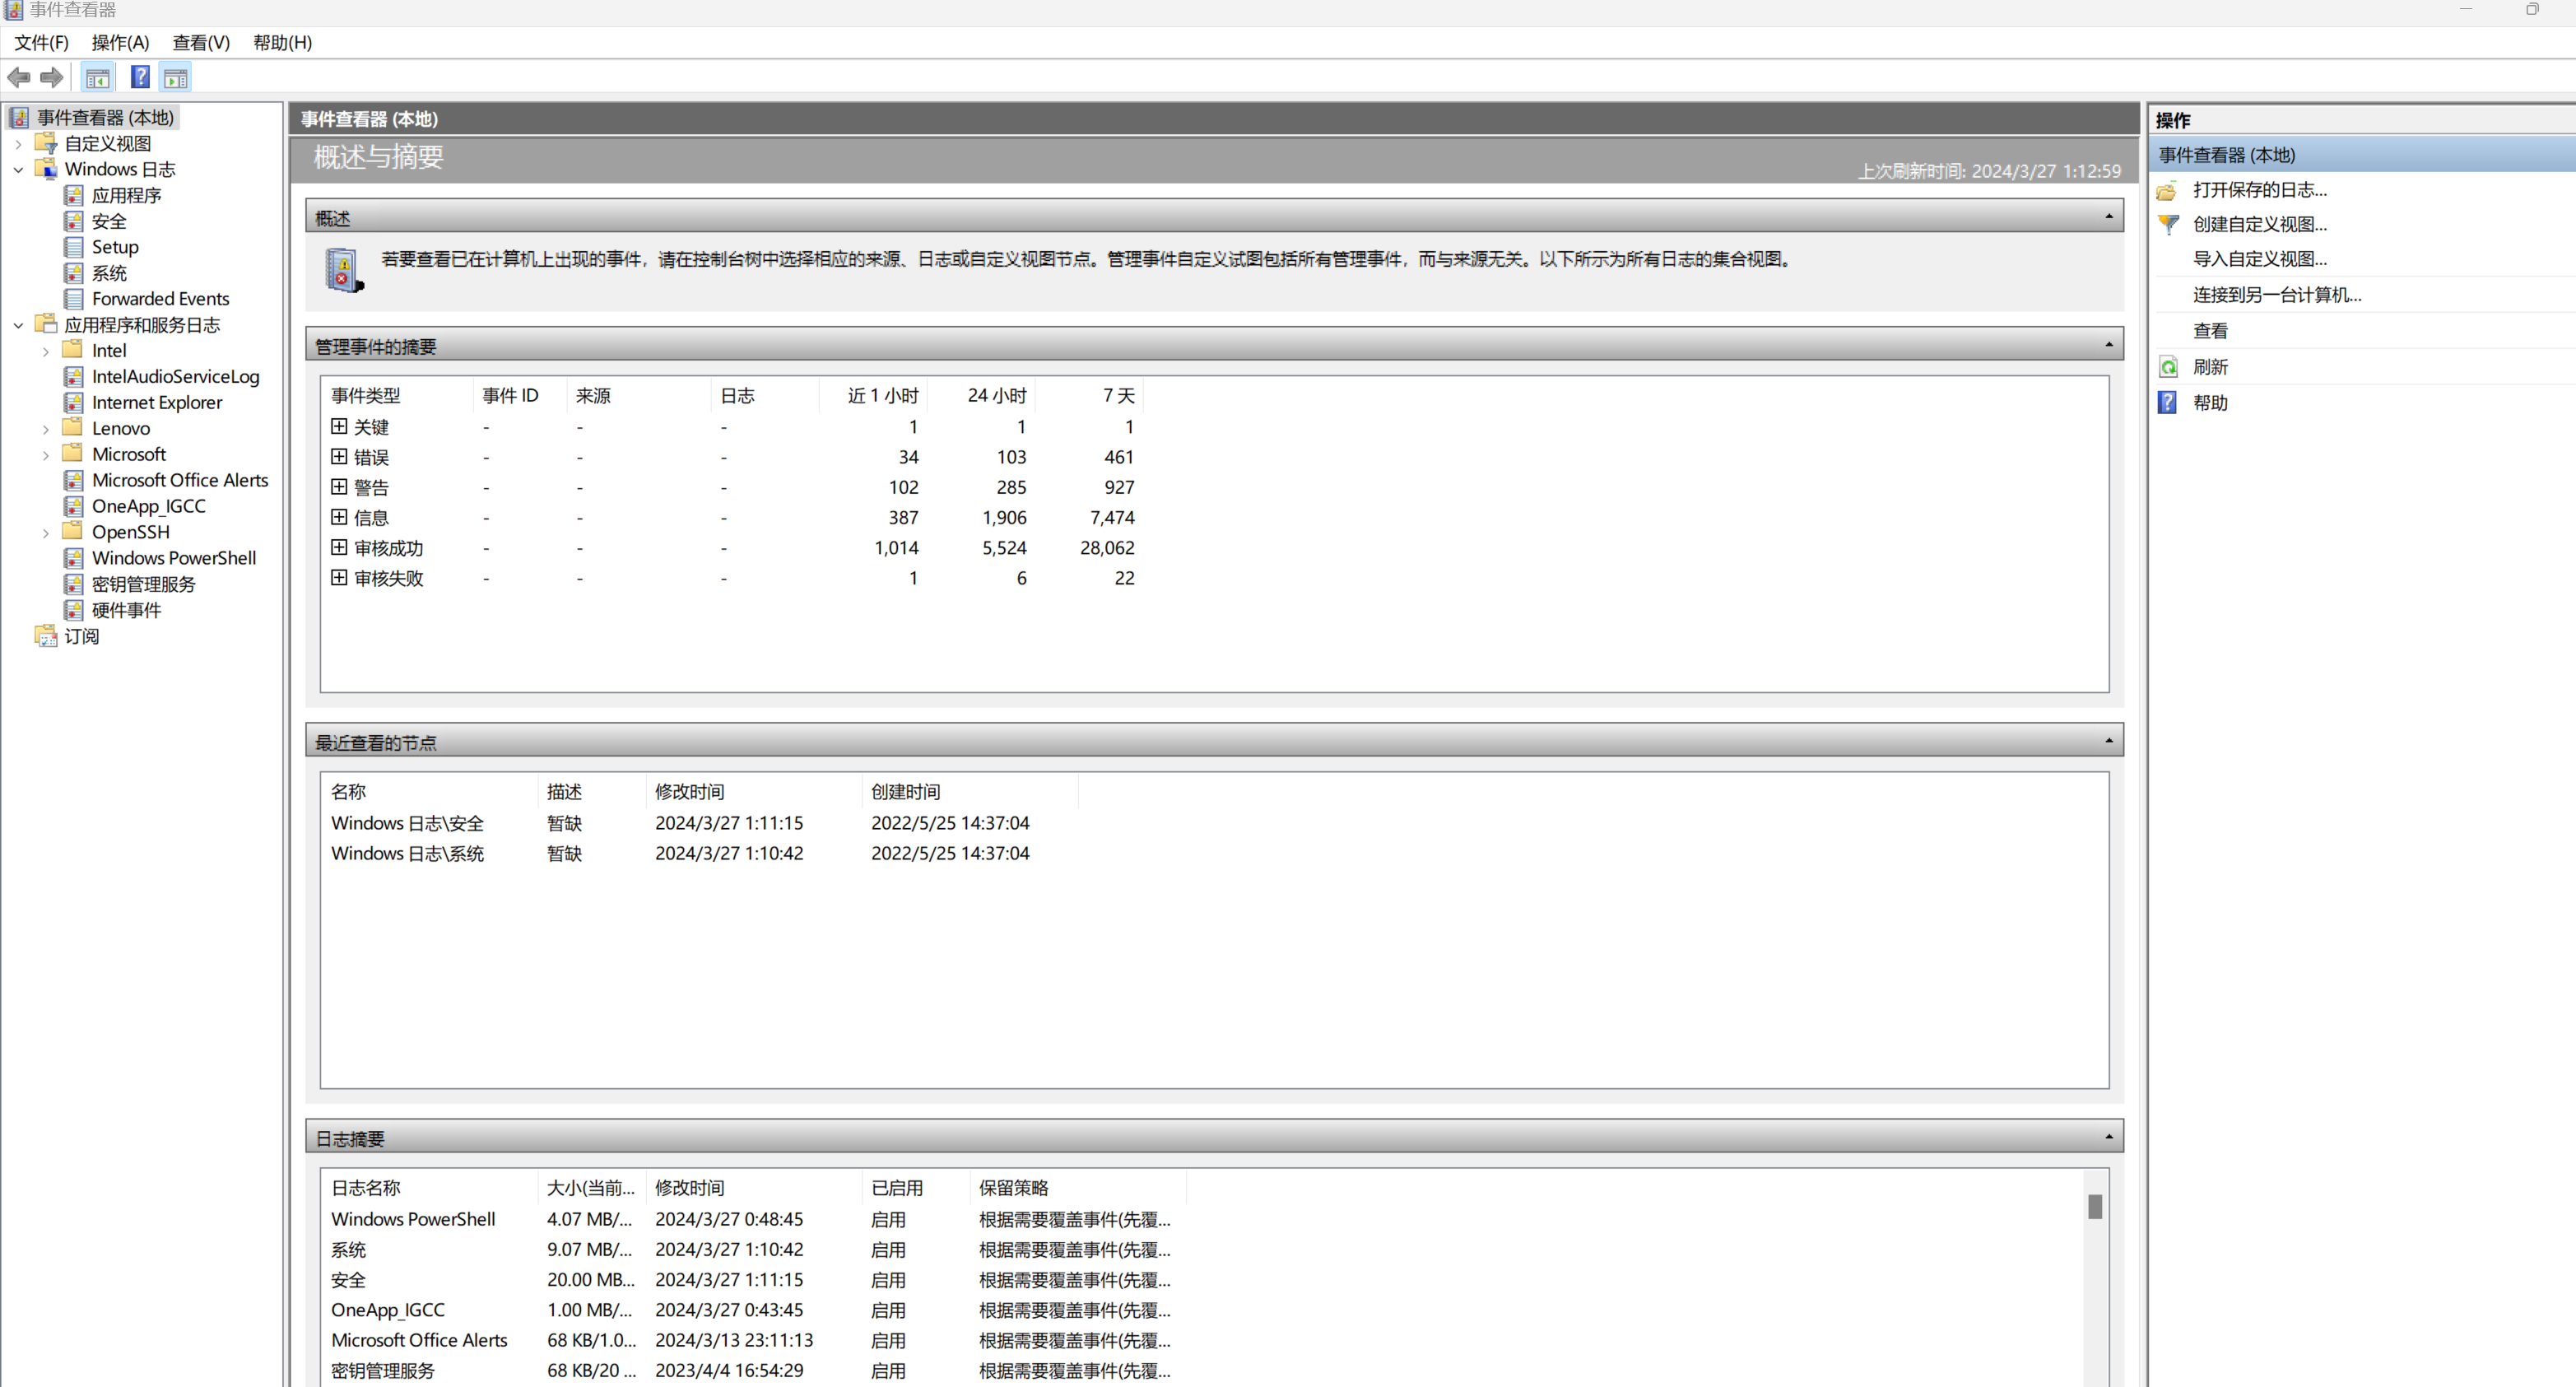 事件查看器
文件(F) 操作(A) 查看(V) 帮助(H)
事件查看器 (本地)
自定义视图
Windows 日志
应用程序
安全
Setup
系统
Forwarded Events
应用程序和服务日志
Intel
IntelAudioServiceLog
Internet Explorer
Lenovo
Microsoft
Microsoft Office Alerts
OneApp_IGCC
OpenSSH
Windows PowerShell
密钥管理服务
硬件事件
订阅
事件查看器 (本地)
概述与摘要
上次刷新时间: 2024/3/27 1:12:59
概述
若要查看已在计算机上出现的事件，请在控制台树中选择相应的来源、日志或自定义视图节点。管理事件自定义试图包括所有管理事件，而与来源无关。以下所示为所有日志的集合视图。
管理事件的摘要
事件类型 事件 ID 来源 日志 近 1 小时 24 小时 7 天
关键 - - - 1 1 1
错误 - - - 34 103 461
警告 - - - 102 285 927
信息 - - - 387 1,906 7,474
审核成功 - - - 1,014 5,524 28,062
审核失败 - - - 1 6 22
最近查看的节点
名称 描述 修改时间 创建时间
Windows 日志\安全 暂缺 2024/3/27 1:11:15 2022/5/25 14:37:04
Windows 日志\系统 暂缺 2024/3/27 1:10:42 2022/5/25 14:37:04
日志摘要
日志名称 大小(当前... 修改时间 已启用 保留策略
Windows PowerShell 4.07 MB/... 2024/3/27 0:48:45 启用 根据需要覆盖事件(先覆...
系统 9.07 MB/... 2024/3/27 1:10:42 启用 根据需要覆盖事件(先覆...
安全 20.00 MB... 2024/3/27 1:11:15 启用 根据需要覆盖事件(先覆...
OneApp_IGCC 1.00 MB/... 2024/3/27 0:43:45 启用 根据需要覆盖事件(先覆...
Microsoft Office Alerts 68 KB/1.0... 2024/3/13 23:11:13 启用 根据需要覆盖事件(先覆...
密钥管理服务 68 KB/20 ... 2023/4/4 16:54:29 启用 根据需要覆盖事件(先覆...
操作
事件查看器 (本地)
打开保存的日志...
创建自定义视图...
导入自定义视图...
连接到另一台计算机...
查看
刷新
帮助